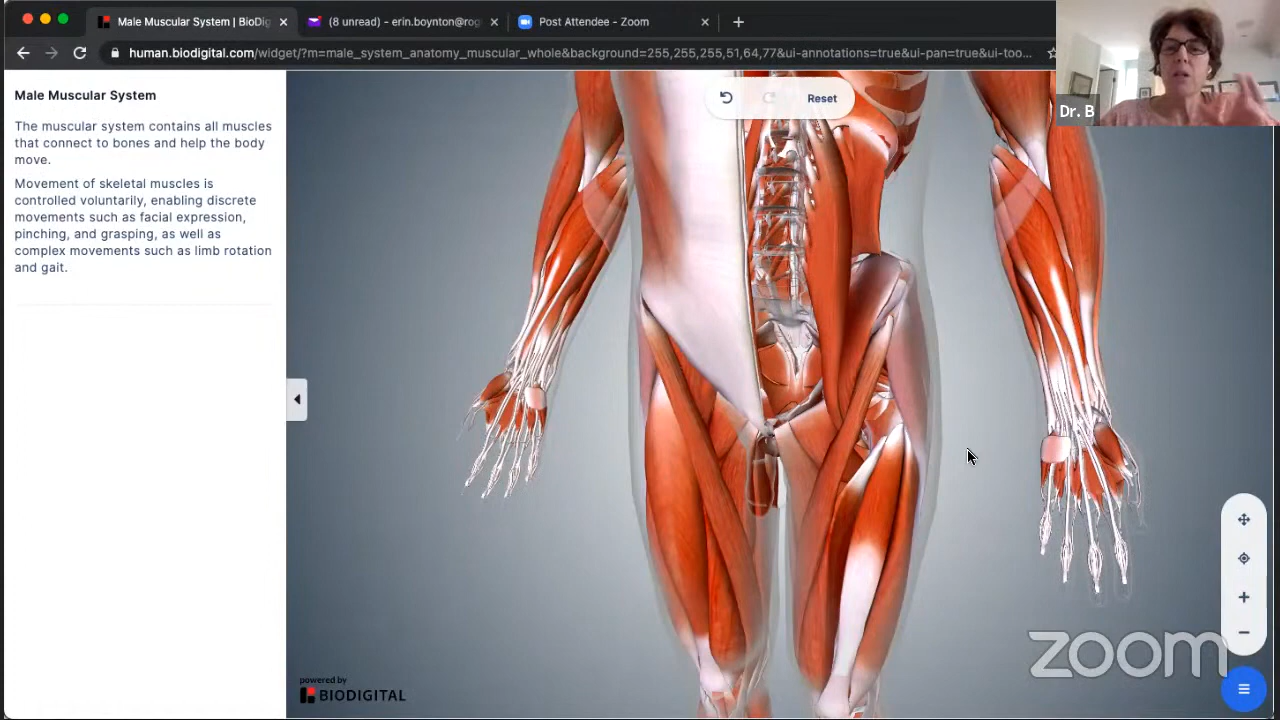 Male Muscular System | BioDig
(8 unread) - erin.boynton@rog
Post Attendee - Zoom
human.biodigital.com/widget/?m=male_system_anatomy_muscular_whole&background=255,255,255,51,64,77&ui-annotations=true&ui-pan=true&ui-too...
Dr. B
Male Muscular System
The muscular system contains all muscles
that connect to bones and help the body
move.
Movement of skeletal muscles is
controlled voluntarily, enabling discrete
movements such as facial expression,
pinching, and grasping, as well as
complex movements such as limb rotation
and gait.
Reset
powered by
BIODIGITAL
zoom